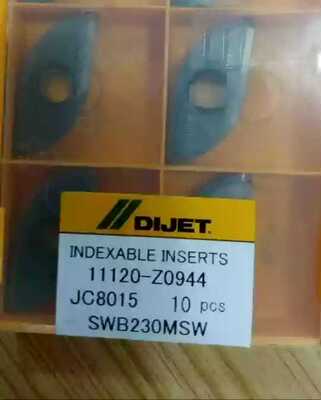 DIJET
INDEXABLE INSERTS
11120-Z0944
JC8015 10 pcs
SWB230MSW